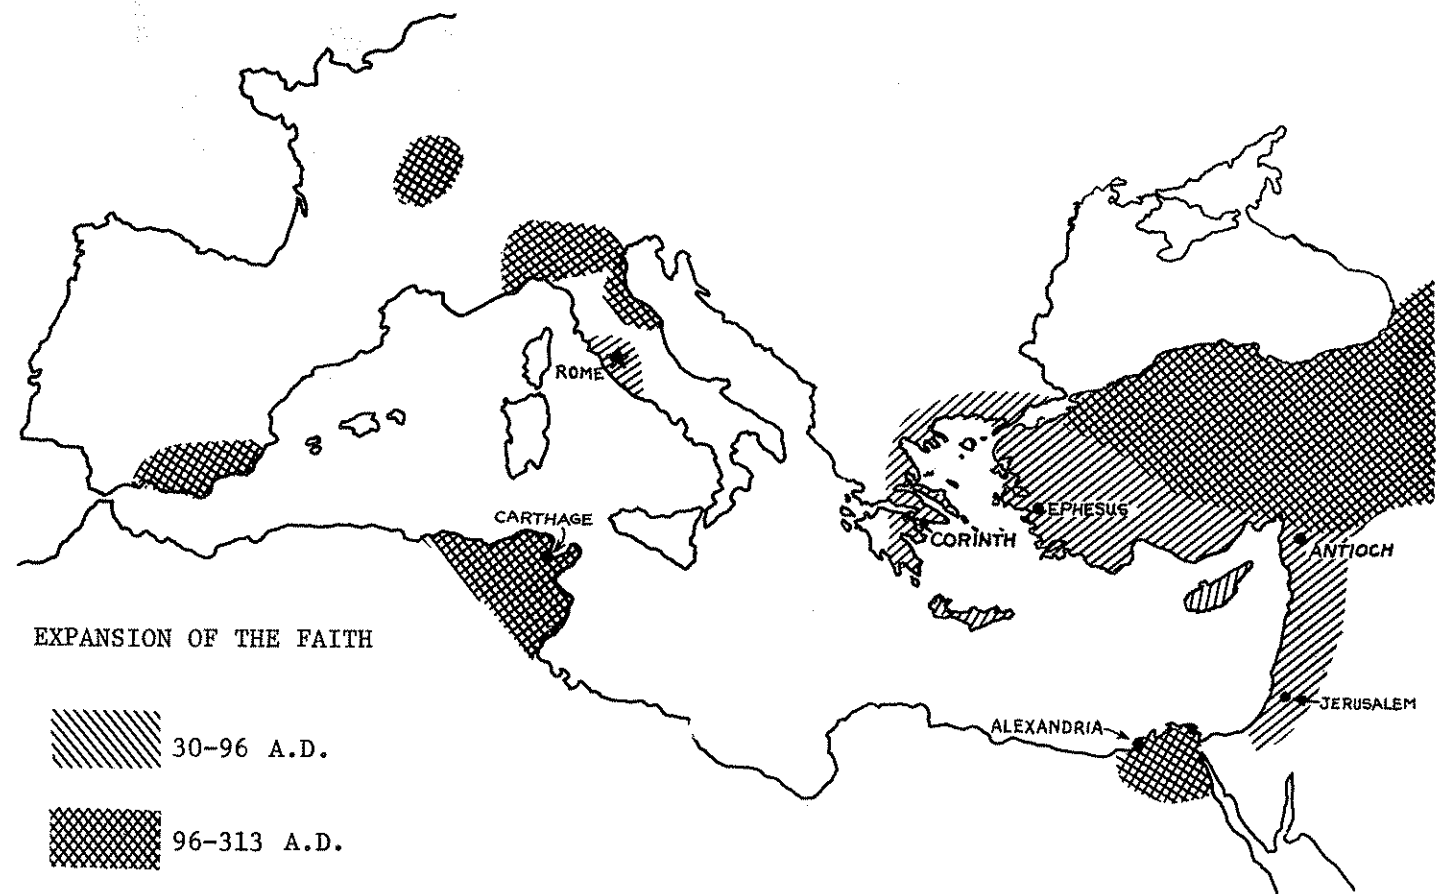 ROME
EPHESUS
CARTHAGE
CORINTH
ANTIOCH
EXPANSION OF THE FAITH
JERUSALEM
ALEXANDRIA
30-96 A.D.
96-313 A.D.